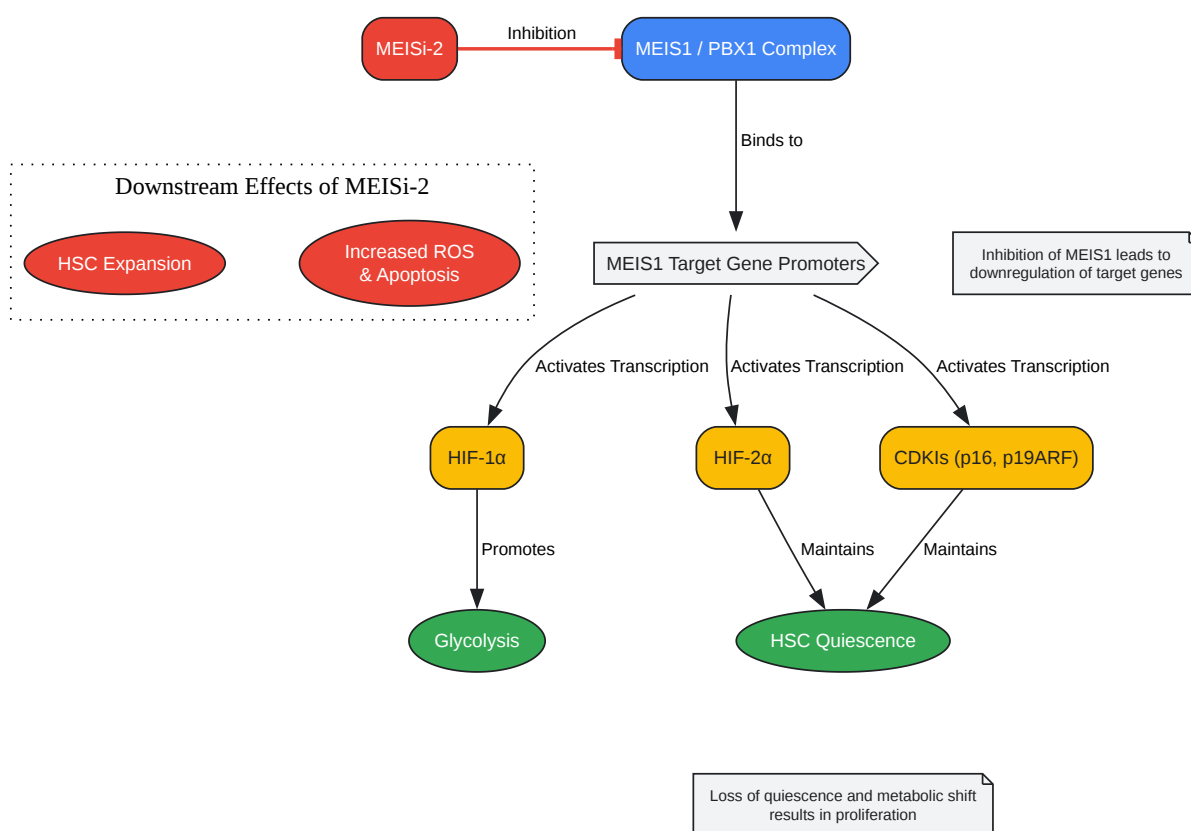 MEISi-2
Inhibition
MEIS1 / PBX1 Complex
Binds to
Downstream Effects of MEISi-2
HSC Expansion
Increased ROS
& Apoptosis
MEIS1 Target Gene Promoters
Inhibition of MEIS1 leads to
downregulation of target genes
Activates Transcription
Activates Transcription
Activates Transcription
HIF-1α
HIF-2α
CDKIs (p16, p19ARF)
Promotes
Maintains
Maintains
Glycolysis
HSC Quiescence
Loss of quiescence and metabolic shift
results in proliferation